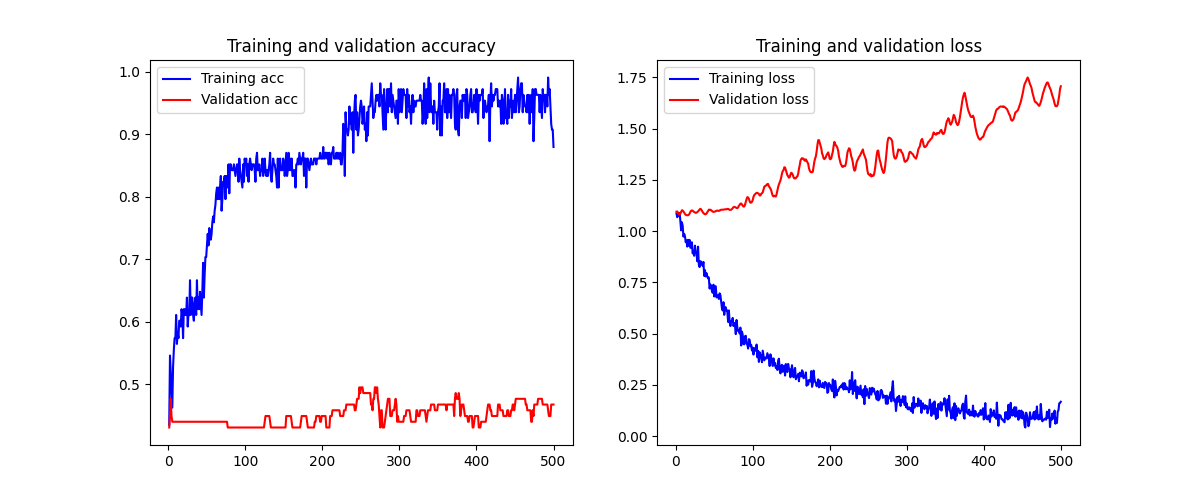 Training and validation accuracy
Training acc
Validation acc
1.0
0.9
0.8
0.7
0.6
0.5
0 100 200 300 400 500
Training and validation loss
Training loss
Validation loss
1.75
1.50
1.25
1.00
0.75
0.50
0.25
0.00
0 100 200 300 400 500